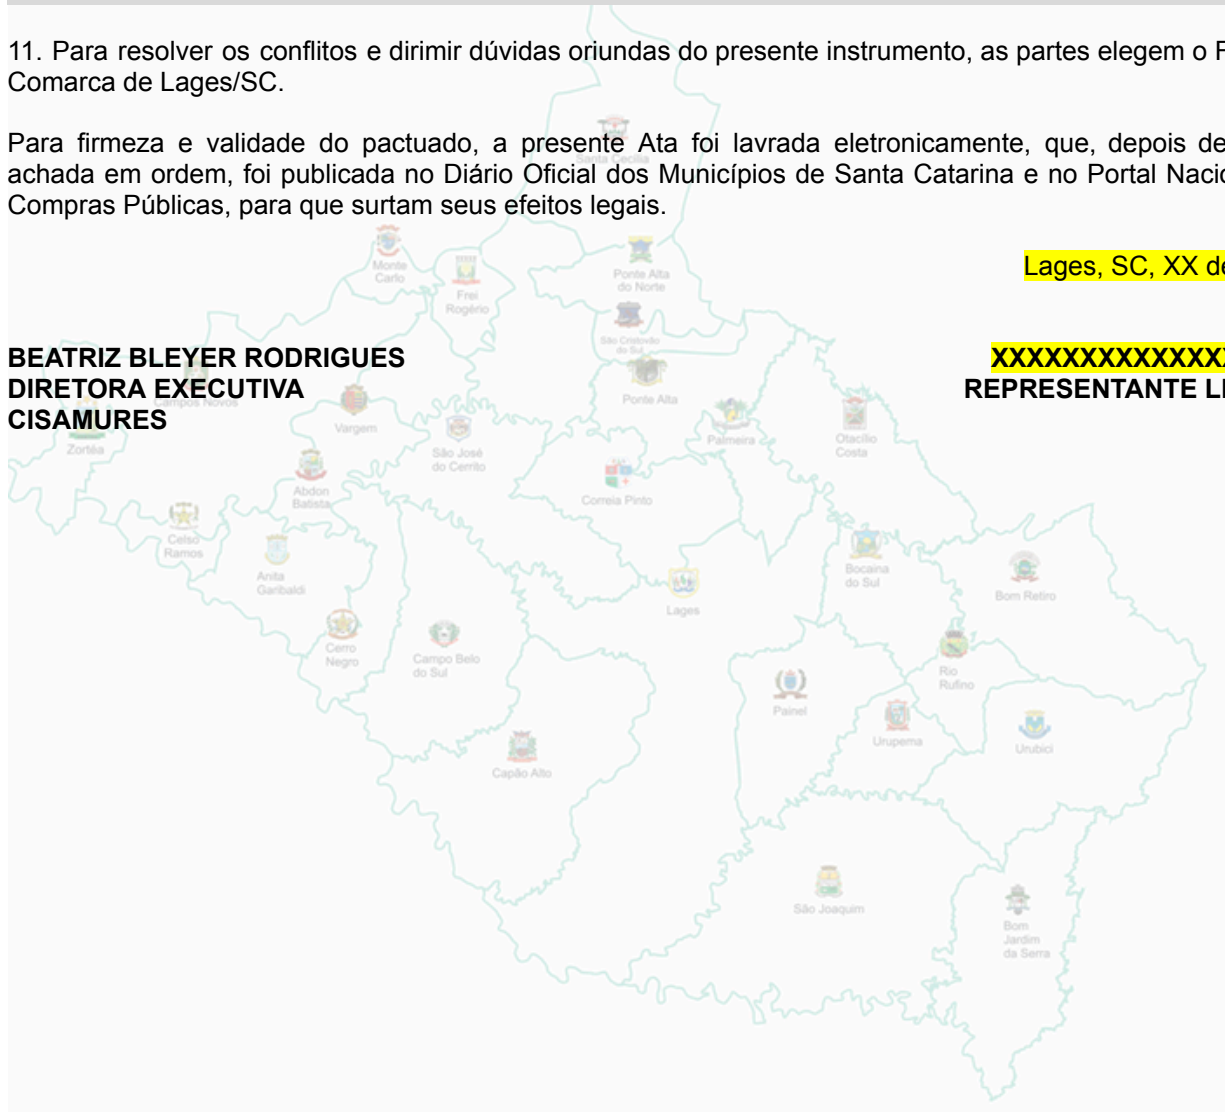 11. Para resolver os conflitos e dirimir dúvidas oriundas do presente instrumento, as partes elegem o
Comarca de Lages/SC.
Para firmeza e validade do pactuado, a presente Ata foi lavrada eletronicamente, que, depois de
achada em ordem, foi publicada no Diário Oficial dos Municípios de Santa Catarina e no Portal
Compras Públicas, para que surtam seus efeitos legais.
Lages, SC, XX
BEATRIZ BLEYER RODRIGUES
DIRETORA EXECUTIVA
CISAMURES
XXXXXXXXXXXXXX
REPRESENTANTE
Santa Cecília
Monte
Carlo
Frei
Rogério
Ponte Alta
do Norte
São Cristovão
do Sul
Ponte Alta
Campos Novos
Zortéa
Vargem
São José
do Cerrito
Palmeira
Otacílio
Costa
Abdon
Batista
Correia Pinto
Celso
Ramos
Anita
Garibaldi
Bocaina
do Sul
Bom Retiro
Lages
Cerro
Negro
Campo Belo
do Sul
Rio
Rufino
Painel
Urupema
Urubici
Capão Alto
São Joaquim
Bom
Jardim
da Serra